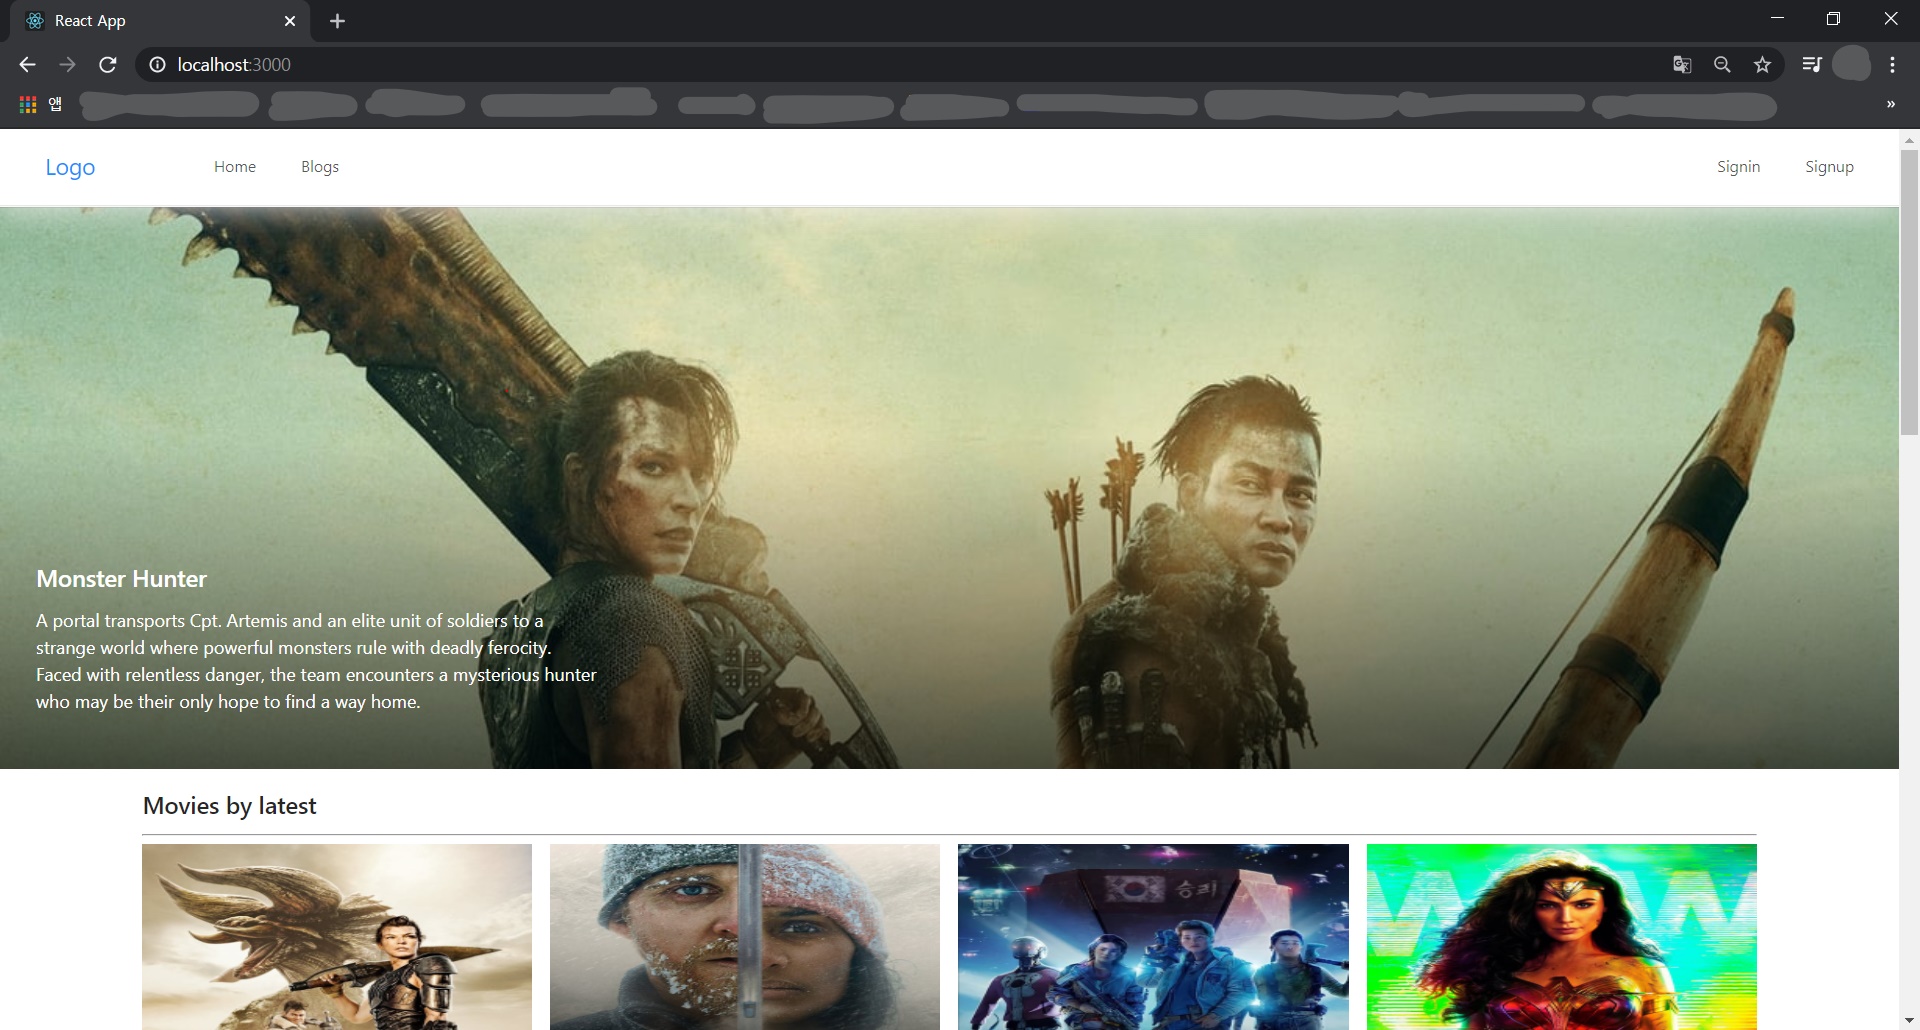 React App
localhost:3000
앱
»
Logo
Home
Blogs
Signin
Signup
Monster Hunter
A portal transports Cpt. Artemis and an elite unit of soldiers to a
strange world where powerful monsters rule with deadly ferocity.
Faced with relentless danger, the team encounters a mysterious hunter
who may be their only hope to find a way home.
Movies by latest
승리
WW